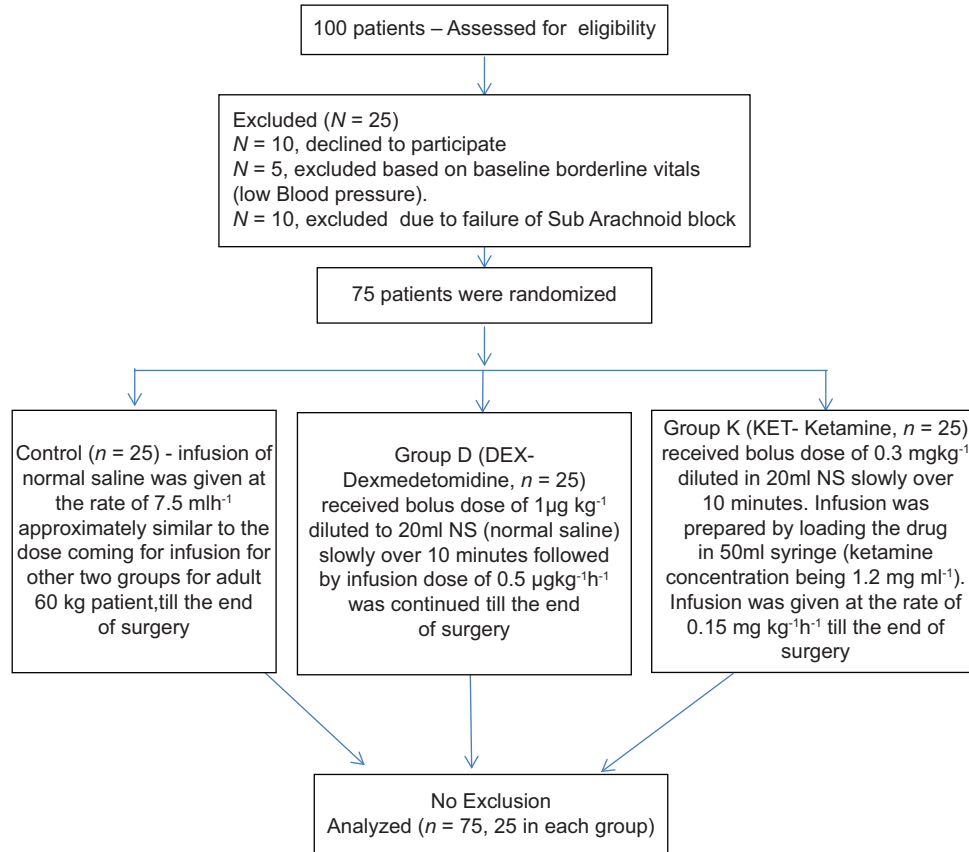 100 patients – Assessed for eligibility
Excluded (N = 25)
N = 10, declined to participate
N = 5, excluded based on baseline borderline vitals
(low Blood pressure).
N = 10, excluded due to failure of Sub Arachnoid block
75 patients were randomized
Control (n = 25) - infusion of
normal saline was given at
the rate of 7.5 mlh⁻¹
approximately similar to the
dose coming for infusion for
other two groups for adult
60 kg patient,till the end
of surgery
Group D (DEX-
Dexmedetomidine, n = 25)
received bolus dose of 1µg kg⁻¹
diluted to 20ml NS (normal saline)
slowly over 10 minutes followed
by infusion dose of 0.5 µgkg⁻¹h⁻¹
was continued till the end
of surgery
Group K (KET- Ketamine, n = 25)
received bolus dose of 0.3 mgkg⁻¹
diluted in 20ml NS slowly over
10 minutes. Infusion was
prepared by loading the drug
in 50ml syringe (ketamine
concentration being 1.2 mg ml⁻¹).
Infusion was given at the rate of
0.15 mg kg⁻¹h⁻¹ till the end of
surgery
No Exclusion
Analyzed (n = 75, 25 in each group)